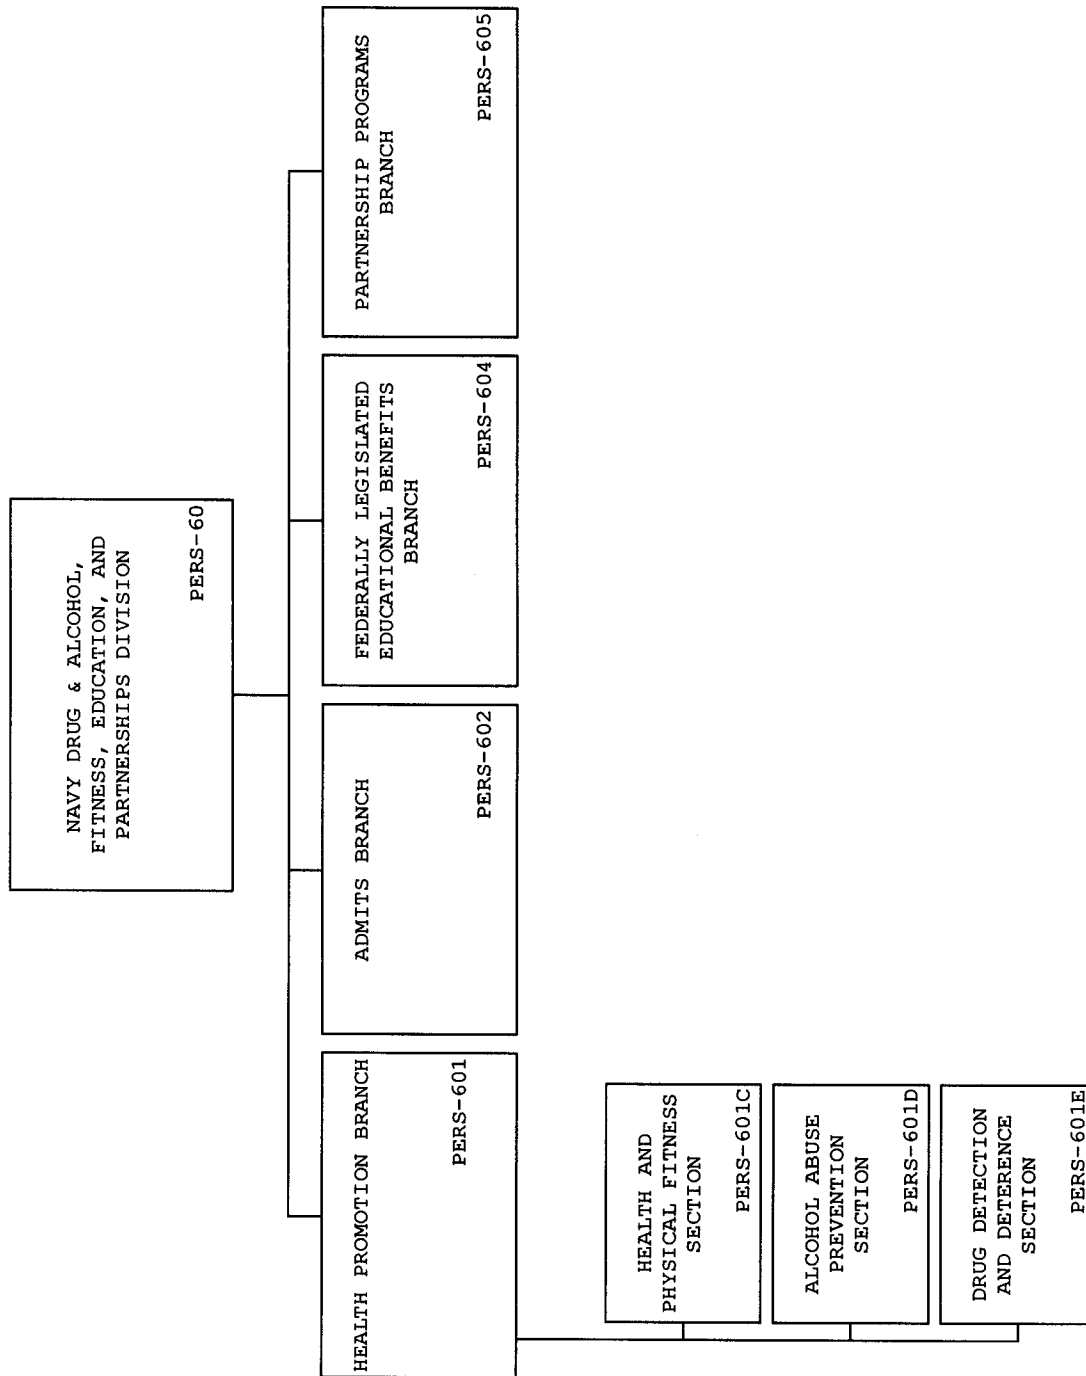 NAVY DRUG & ALCOHOL,
FITNESS, EDUCATION, AND
PARTNERSHIPS DIVISION
PERS-60
HEALTH PROMOTION BRANCH
PERS-601
ADMITS BRANCH
PERS-602
FEDERALLY LEGISLATED
EDUCATIONAL BENEFITS
BRANCH
PERS-604
PARTNERSHIP PROGRAMS
BRANCH
PERS-605
HEALTH AND
PHYSICAL FITNESS
SECTION
PERS-601C
ALCOHOL ABUSE
PREVENTION
SECTION
PERS-601D
DRUG DETECTION
AND DETERENCE
SECTION
PERS-601E